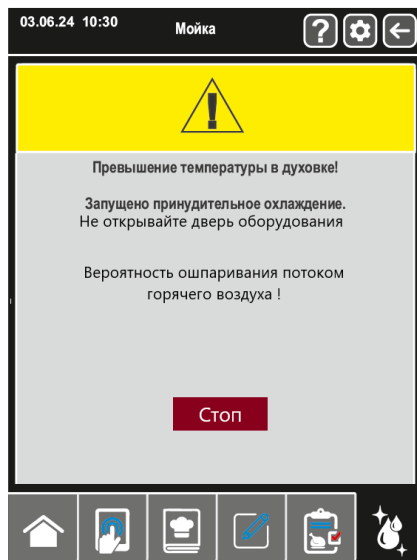 03.06.24 10:30 Мойка ?
Превышение температуры в духовке!
Запущено принудительное охлаждение.
Не открывайте дверь оборудования
Вероятность ошпаривания потоком
горячего воздуха !
Стоп